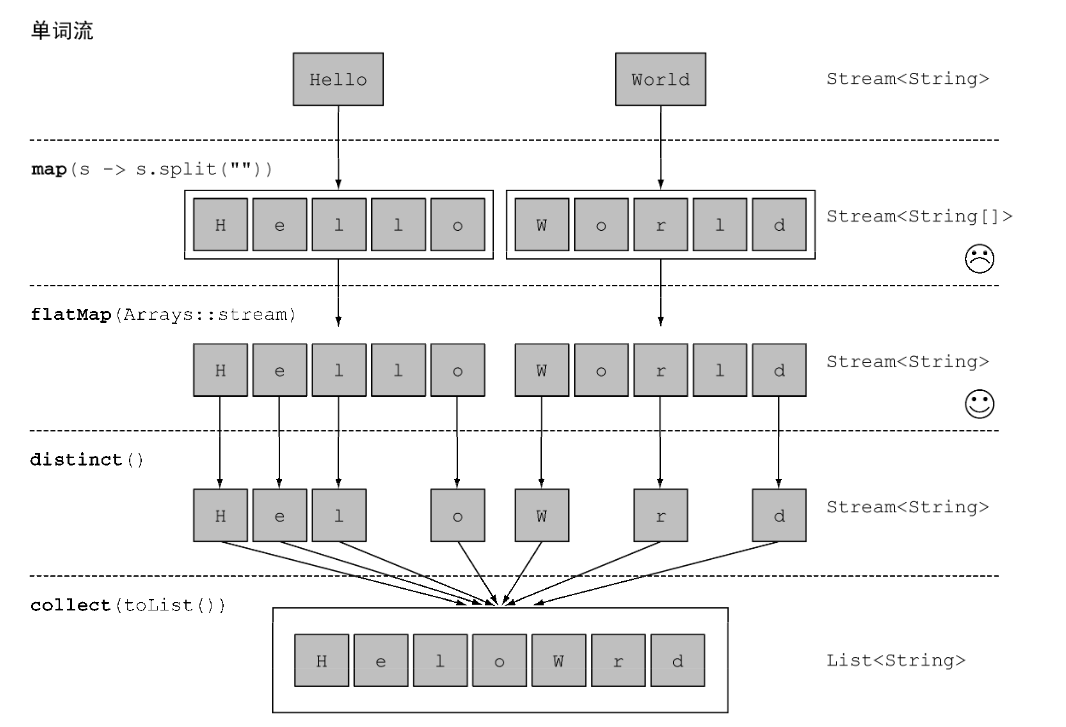 单词流
Hello World Stream<String>
map(s -> s.split(""))
H e l l o W o r l d Stream<String[]>
flatMap(Arrays::stream)
H e l l o W o r l d Stream<String>
distinct()
H e l o W r d Stream<String>
collect(toList())
H e l o W r d List<String>